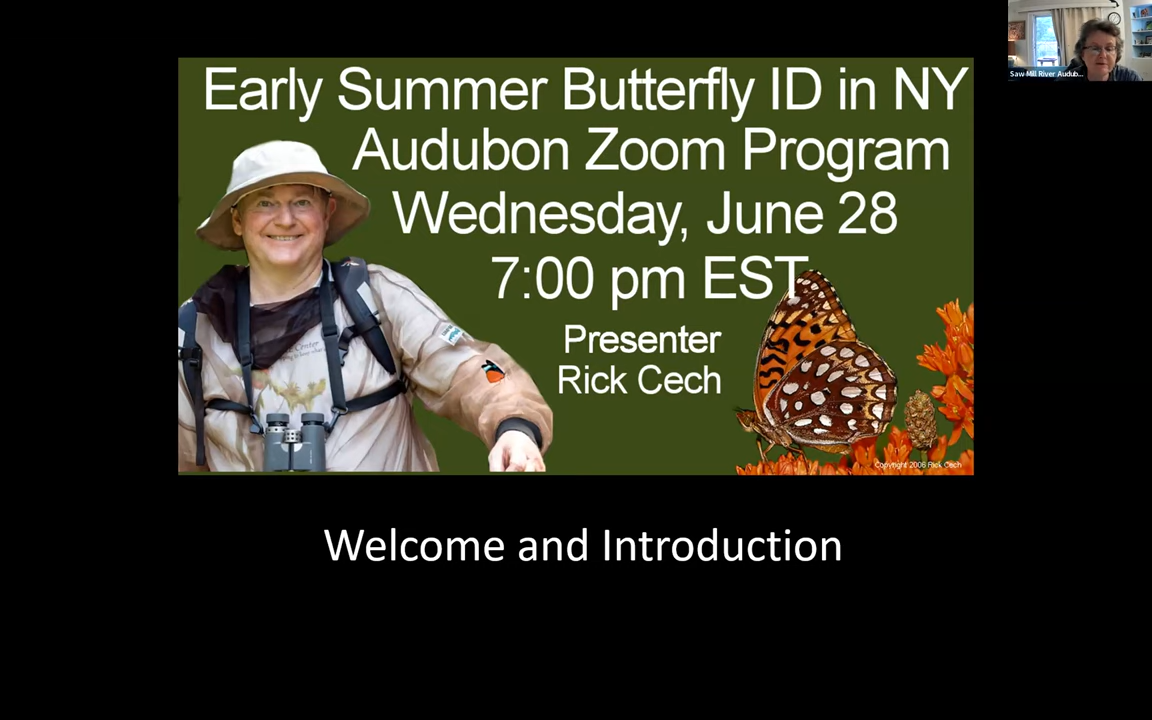 Early Summer Butterfly ID in NY
Audubon Zoom Program
Wednesday, June 28
7:00 pm EST
Presenter
Rick Cech
Copyright 2006 Rick Cech
Welcome and Introduction
Saw Mill River Audub...